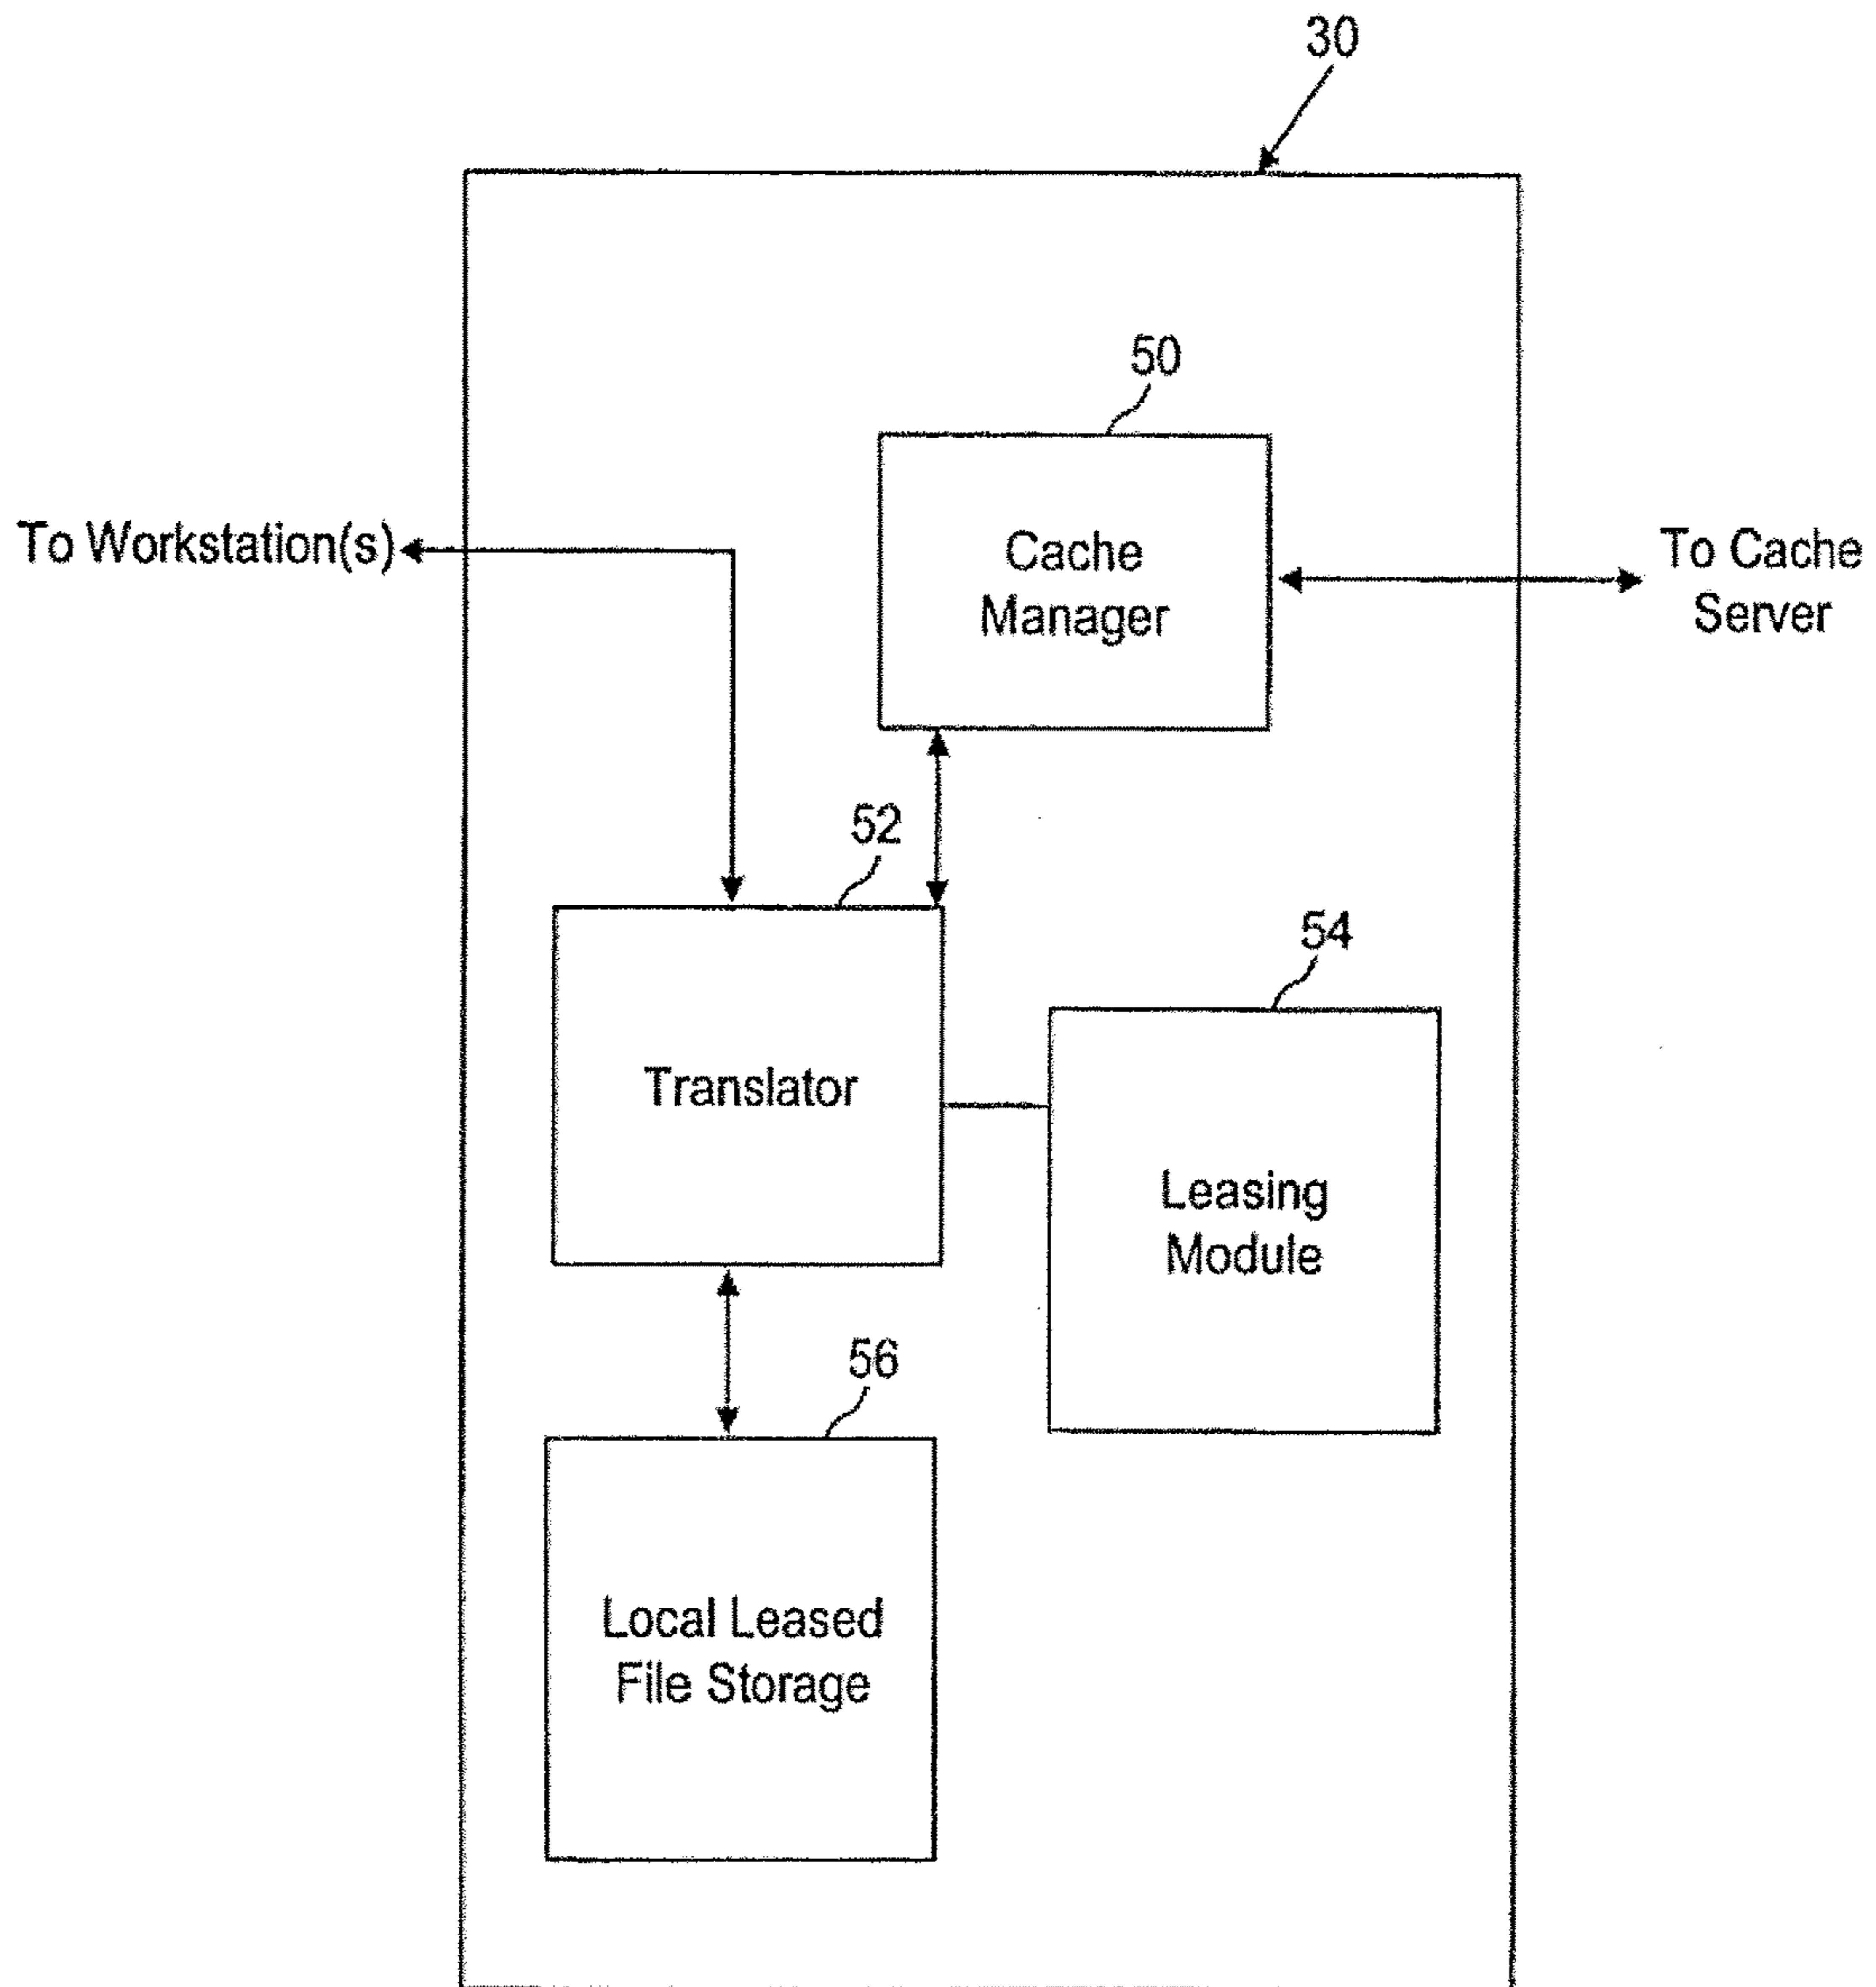 30
50
To Workstation(s)
Cache
Manager
To Cache
Server
52
Translator
54
Leasing
Module
56
Local Leased
File Storage